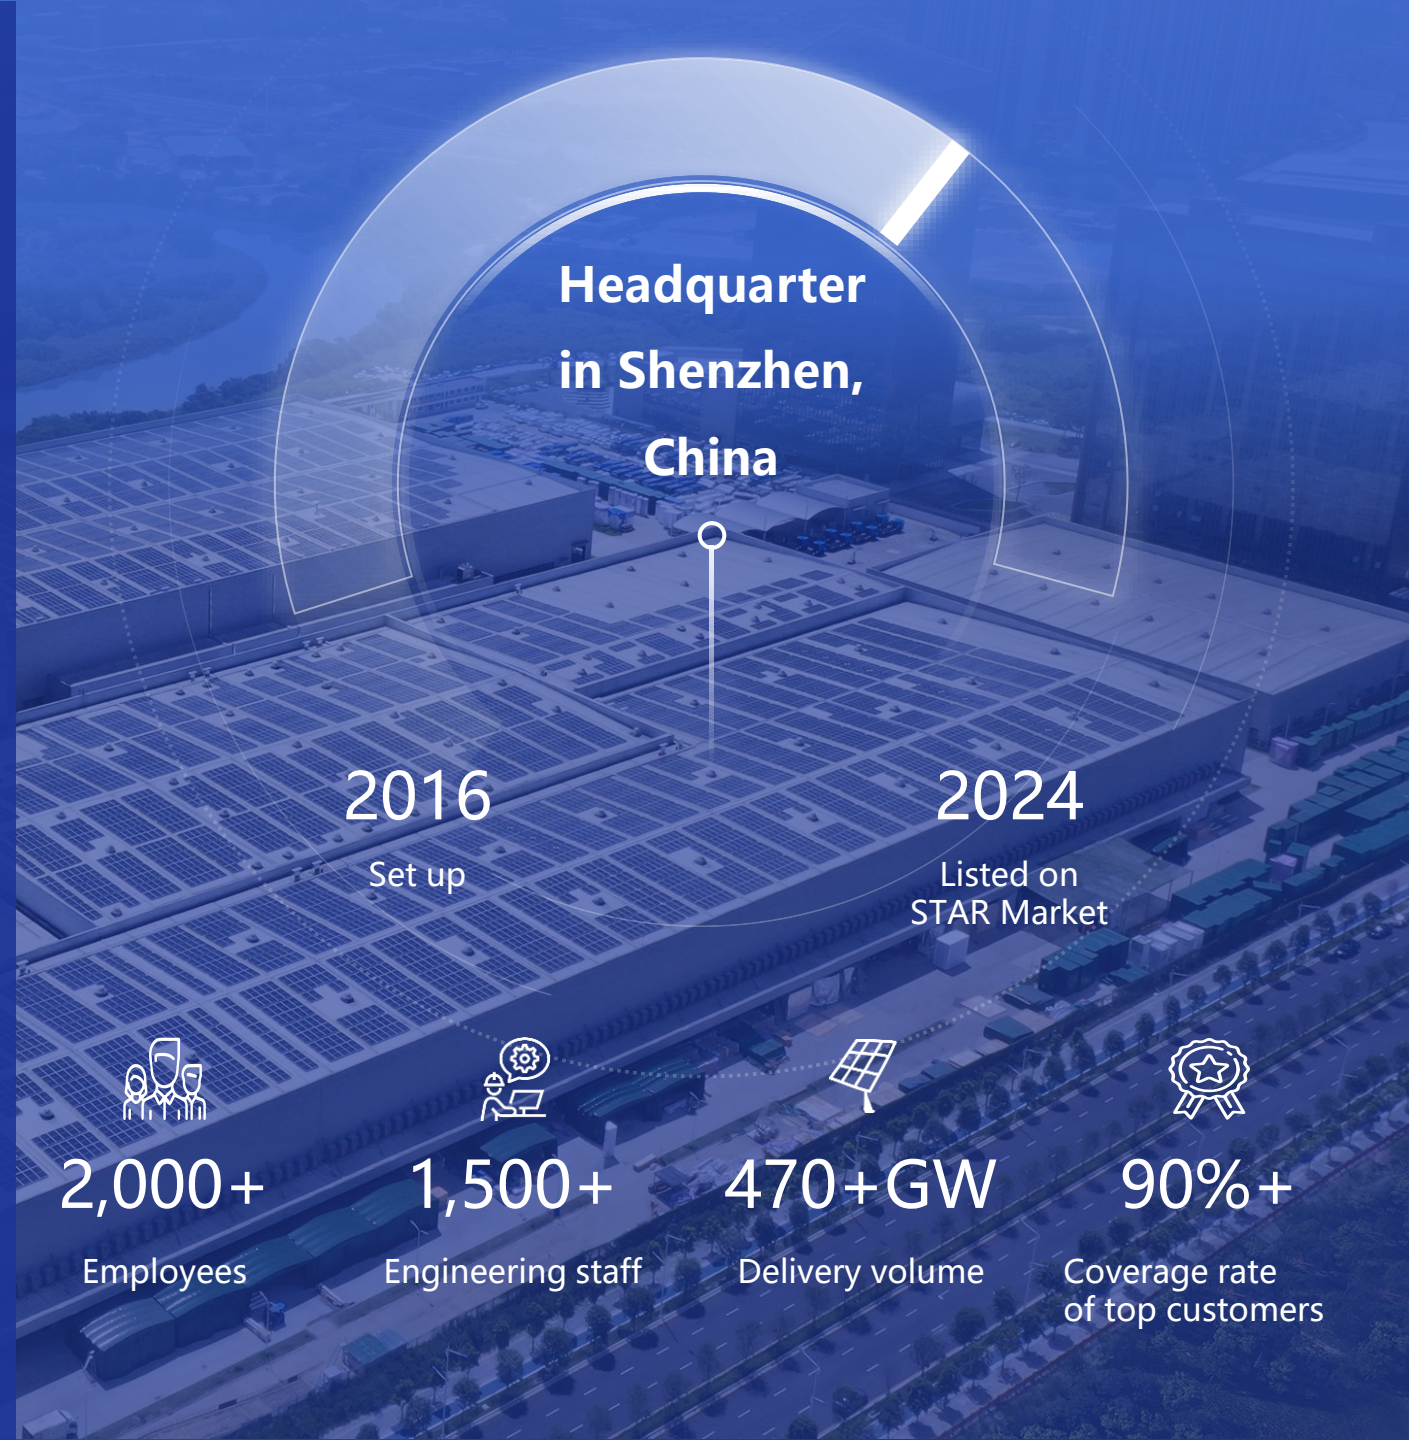 Headquarter
in Shenzhen,
China
2016
Set up
2024
Listed on
STAR Market
2,000+
Employees
1,500+
Engineering staff
470+GW
Delivery volume
90%+
Coverage rate
of top customers